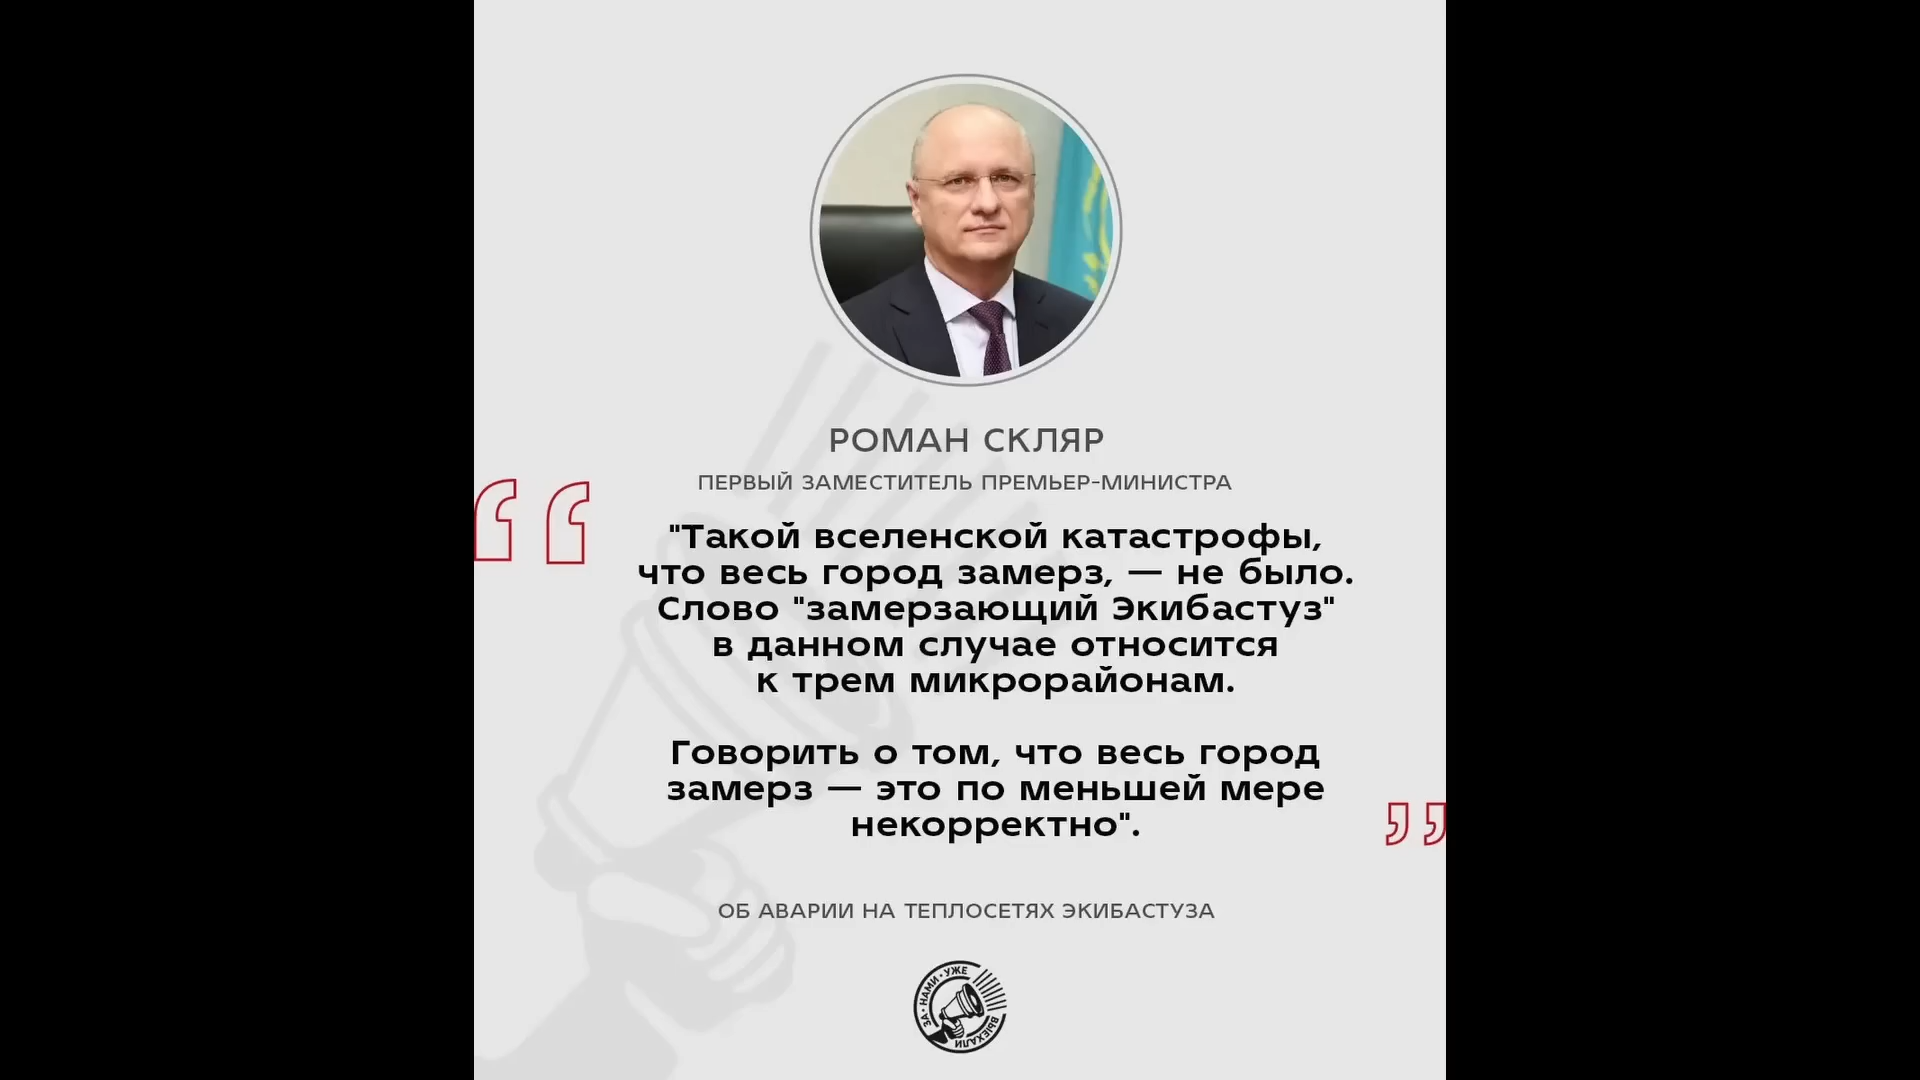 РОМАН СКЛЯР
ПЕРВЫЙ ЗАМЕСТИТЕЛЬ ПРЕМЬЕР-МИНИСТРА
"Такой вселенской катастрофы,
что весь город замерз, — не было.
Слово "замерзающий Экибастуз"
в данном случае относится
к трем микрорайонам.
Говорить о том, что весь город
замерз — это по меньшей мере
некорректно".
ОБ АВАРИИ НА ТЕПЛОСЕТЯХ ЭКИБАСТУЗА
ЗА • НАМИ • УЖЕ ВЫЕХАЛИ